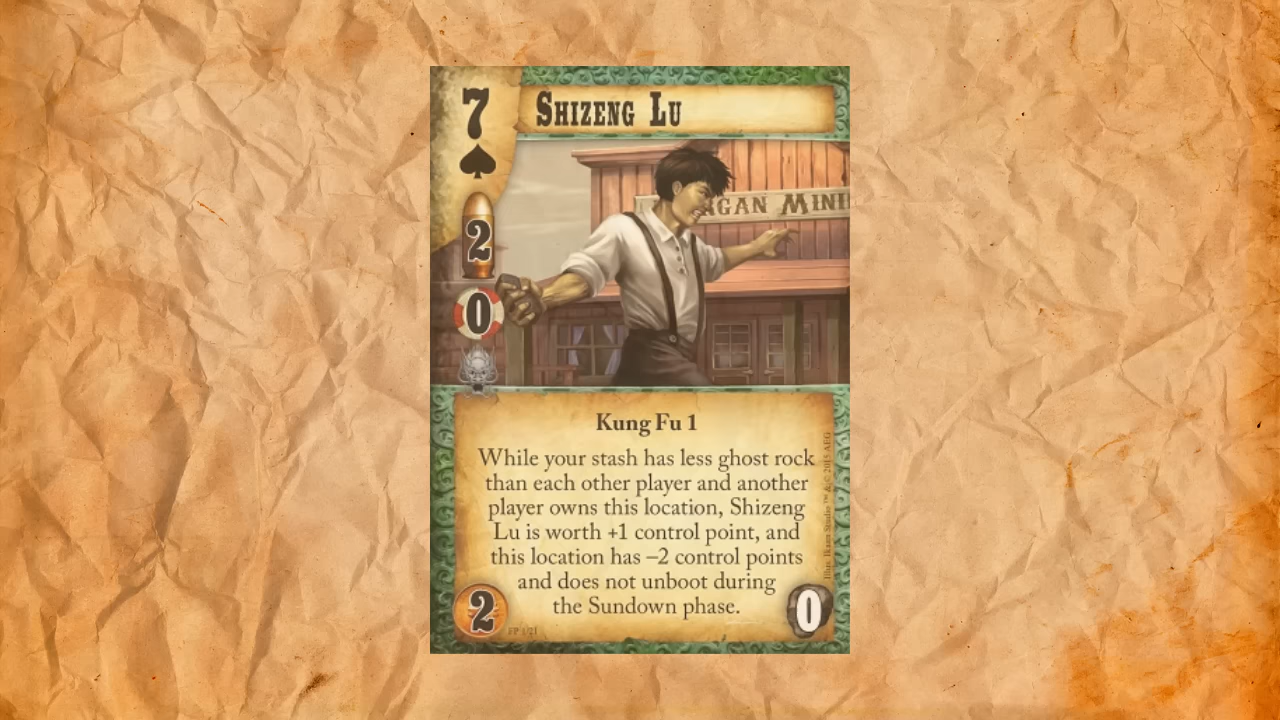 7
Shizeng Lu
2
GAN MINI
0
Kung Fu 1
While your stash has less ghost rock
than each other player and another
player owns this location, Shizeng
Lu is worth +1 control point, and
this location has –2 control points
and does not unboot during
the Sundown phase.
2
0